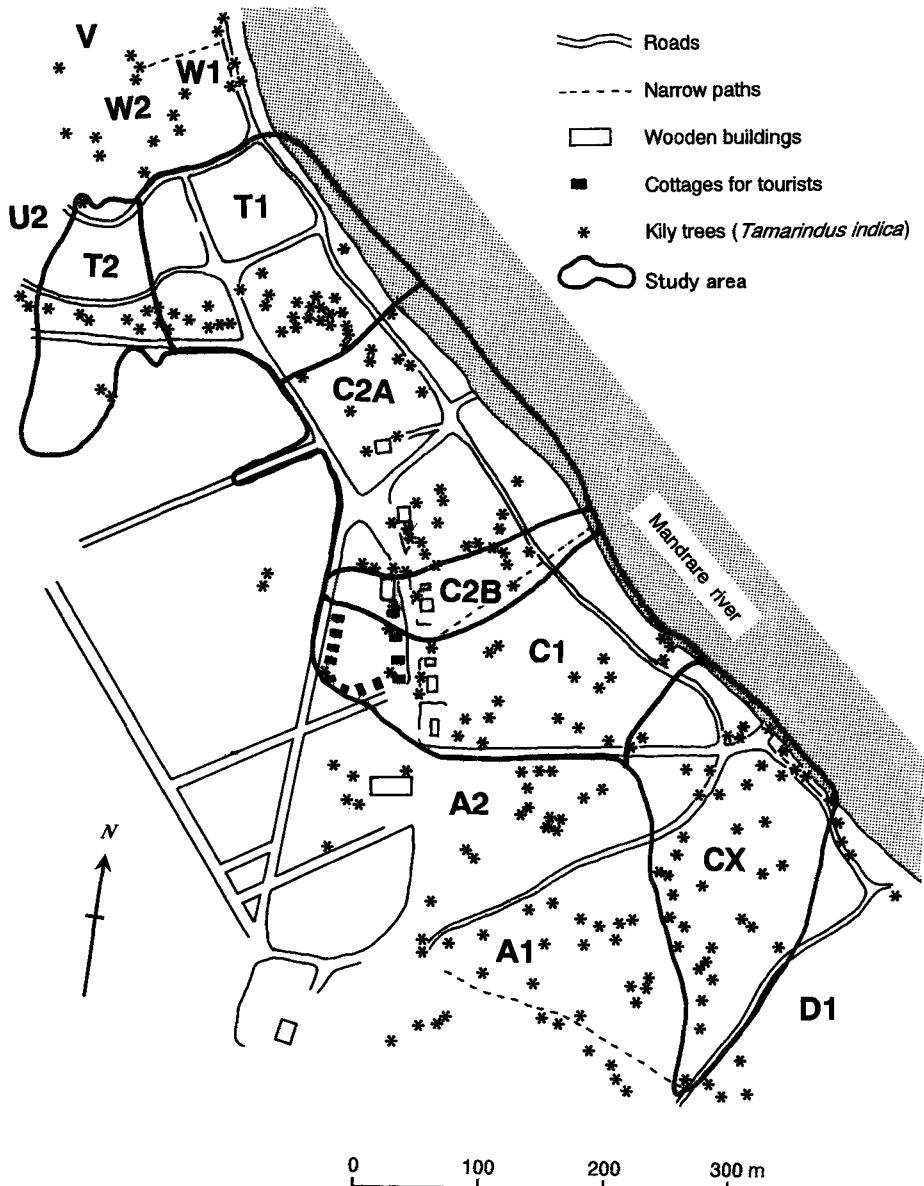 V
W1
W2
T1
U2
T2
C2A
C2B
C1
A2
CX
A1
D1
N
Mandrare river
Roads
Narrow paths
Wooden buildings
Cottages for tourists
Kily trees (Tamarindus indica)
Study area
0 100 200 300 m